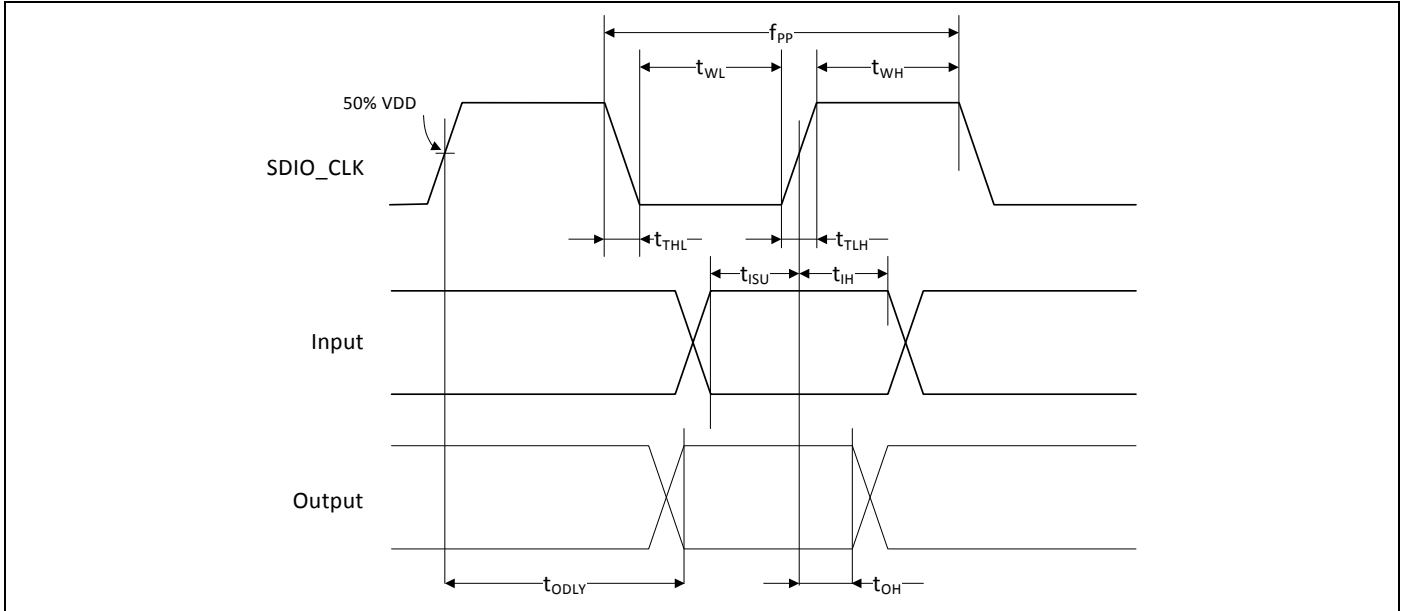 fPP
tWL
tWH
50% VDD
SDIO_CLK
tTHL
tTLH
tISU
tIH
Input
Output
tODLY
tOH